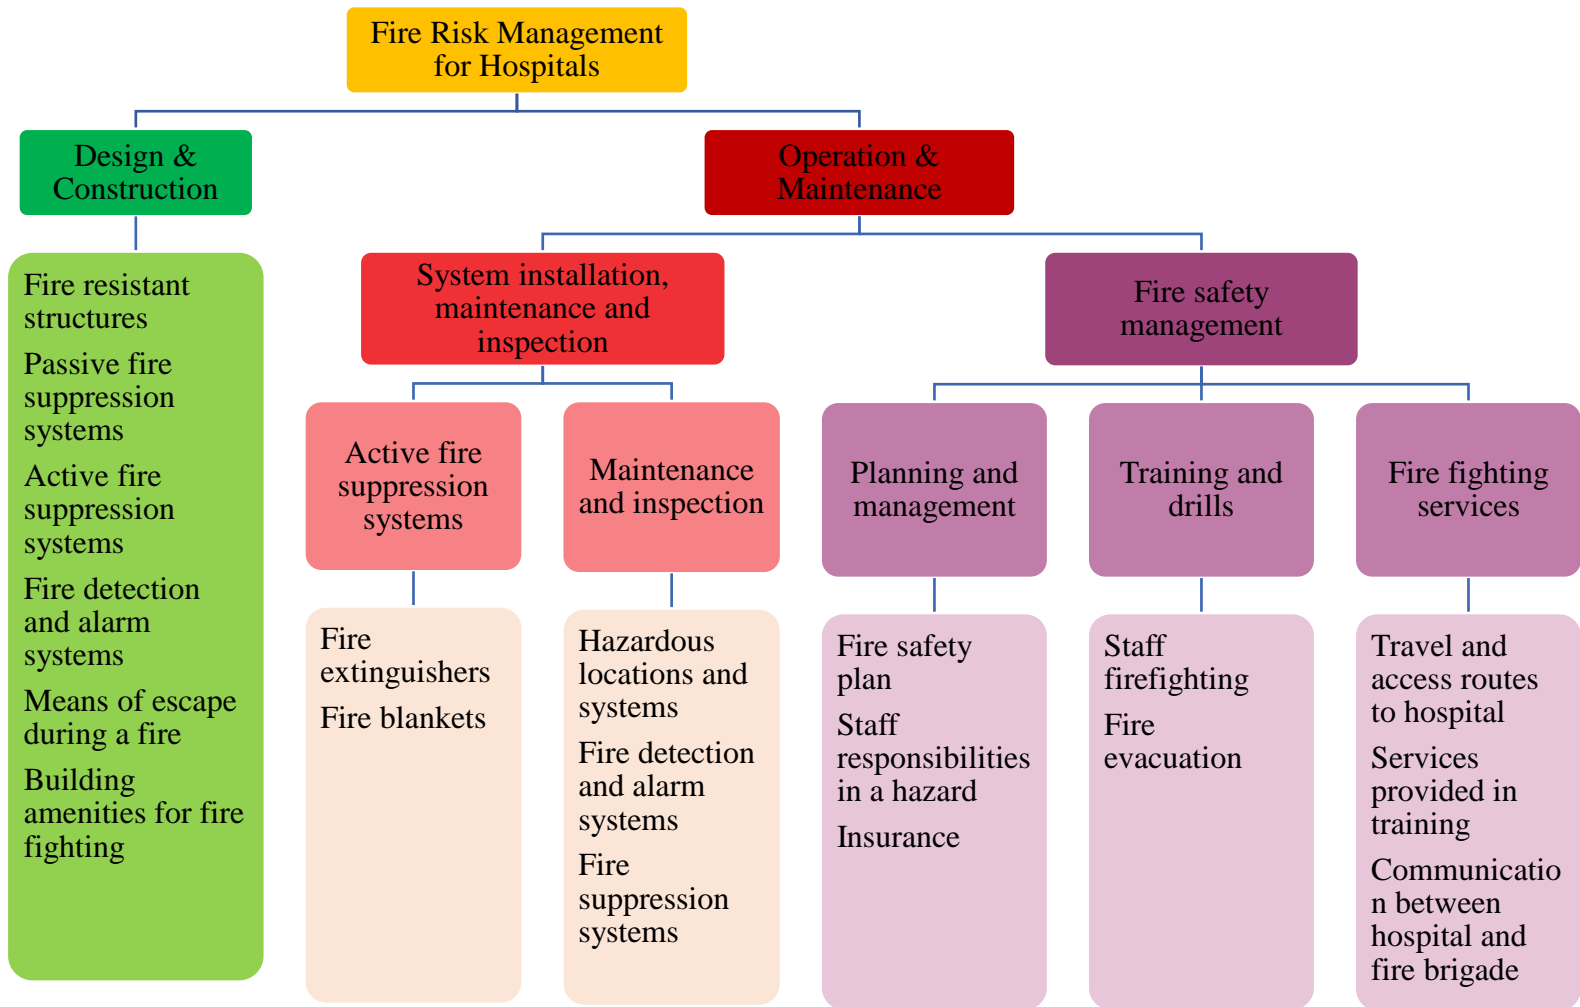 Fire Risk Management
for Hospitals
Design &
Construction
Operation &
Maintenance
Fire resistant
structures
Passive fire
suppression
systems
Active fire
suppression
systems
Fire detection
and alarm
systems
Means of escape
during a fire
Building
amenities for fire
fighting
System installation,
maintenance and
inspection
Fire safety
management
Active fire
suppression
systems
Maintenance
and inspection
Planning and
management
Training and
drills
Fire fighting
services
Fire
extinguishers
Fire blankets
Hazardous
locations and
systems
Fire detection
and alarm
systems
Fire
suppression
systems
Fire safety
plan
Staff
responsibilities
in a hazard
Insurance
Staff
firefighting
Fire
evacuation
Travel and
access routes
to hospital
Services
provided in
training
Communicatio
n between
hospital and
fire brigade